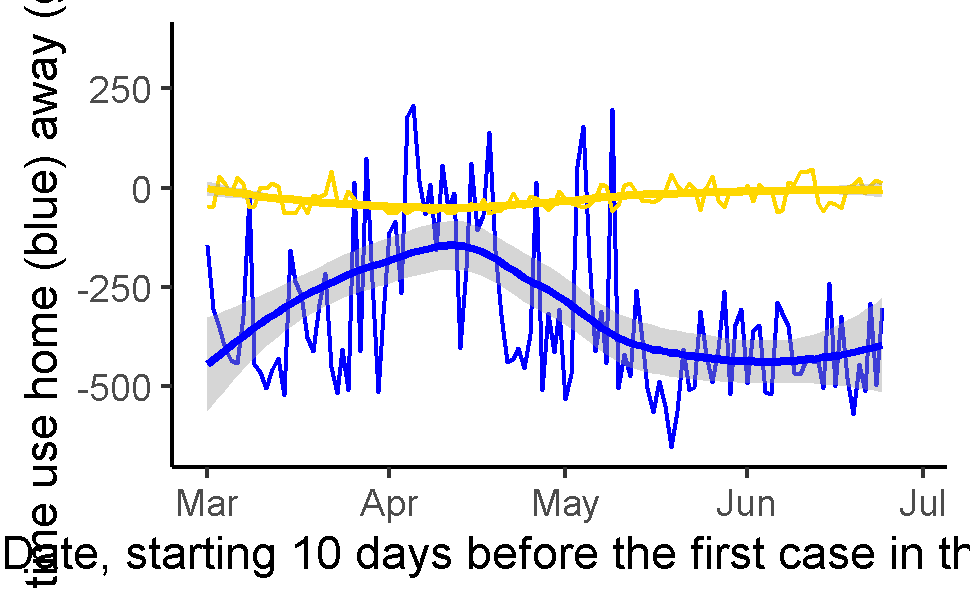 time use home (blue) away (
250
0
-250
-500
Mar Apr May Jun Jul
Date, starting 10 days before the first case in th